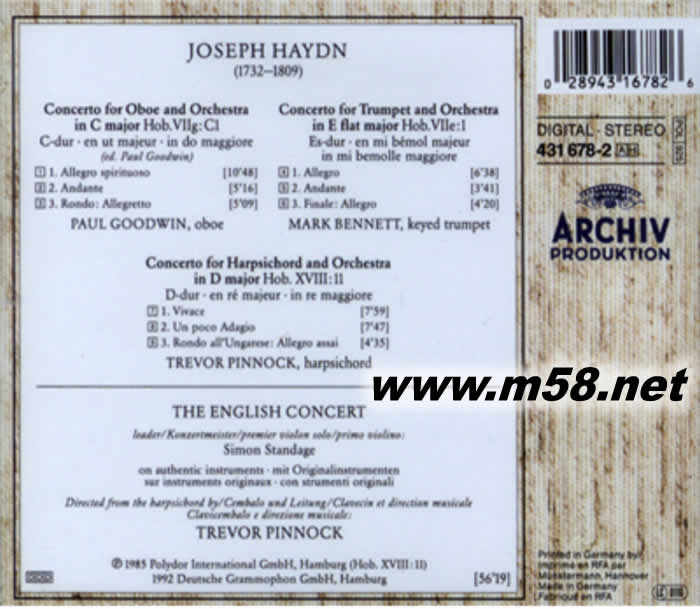 JOSEPH HAYDN
(1732–1809)
Concerto for Oboe and Orchestra
in C major Hob. VIIg: C1
C-dur · en ut majeur · in do maggiore
(ed. Paul Goodwin)
1 1. Allegro spirituoso [10'48]
2 2. Andante [5'16]
3 3. Rondo: Allegretto [5'09]
PAUL GOODWIN, oboe
Concerto for Trumpet and Orchestra
in E flat major Hob. VIIe: 1
Es-dur · en mi bémol majeur
in mi bemolle maggiore
4 1. Allegro [6'38]
5 2. Andante [3'41]
6 3. Finale: Allegro [4'20]
MARK BENNETT, keyed trumpet
Concerto for Harpsichord and Orchestra
in D major Hob. XVIII: 11
D-dur · en ré majeur · in re maggiore
7 1. Vivace [7'59]
8 2. Un poco Adagio [7'47]
9 3. Rondo all'Ungarese: Allegro assai [4'35]
TREVOR PINNOCK, harpsichord
THE ENGLISH CONCERT
leader/Konzertmeister/premier violon solo/primo violino:
Simon Standage
on authentic instruments · mit Originalinstrumenten
sur instruments originaux · con strumenti originali
Directed from the harpsichord by/Cembalo und Leitung/Clavecin et direction musicale
Clavicembalo e direzione musicale:
TREVOR PINNOCK
℗ 1985 Polydor International GmbH, Hamburg (Hob. XVIII: 11)
1992 Deutsche Grammophon GmbH, Hamburg [56'19]
0 28943 16782 6
DIGITAL · STEREO
431 678-2 AH
ARCHIV
PRODUKTION
www.m58.net
Printed in Germany by/
Imprimé en RFA par
Münstermann, Hannover
Made in Germany
Fabriqué en RFA